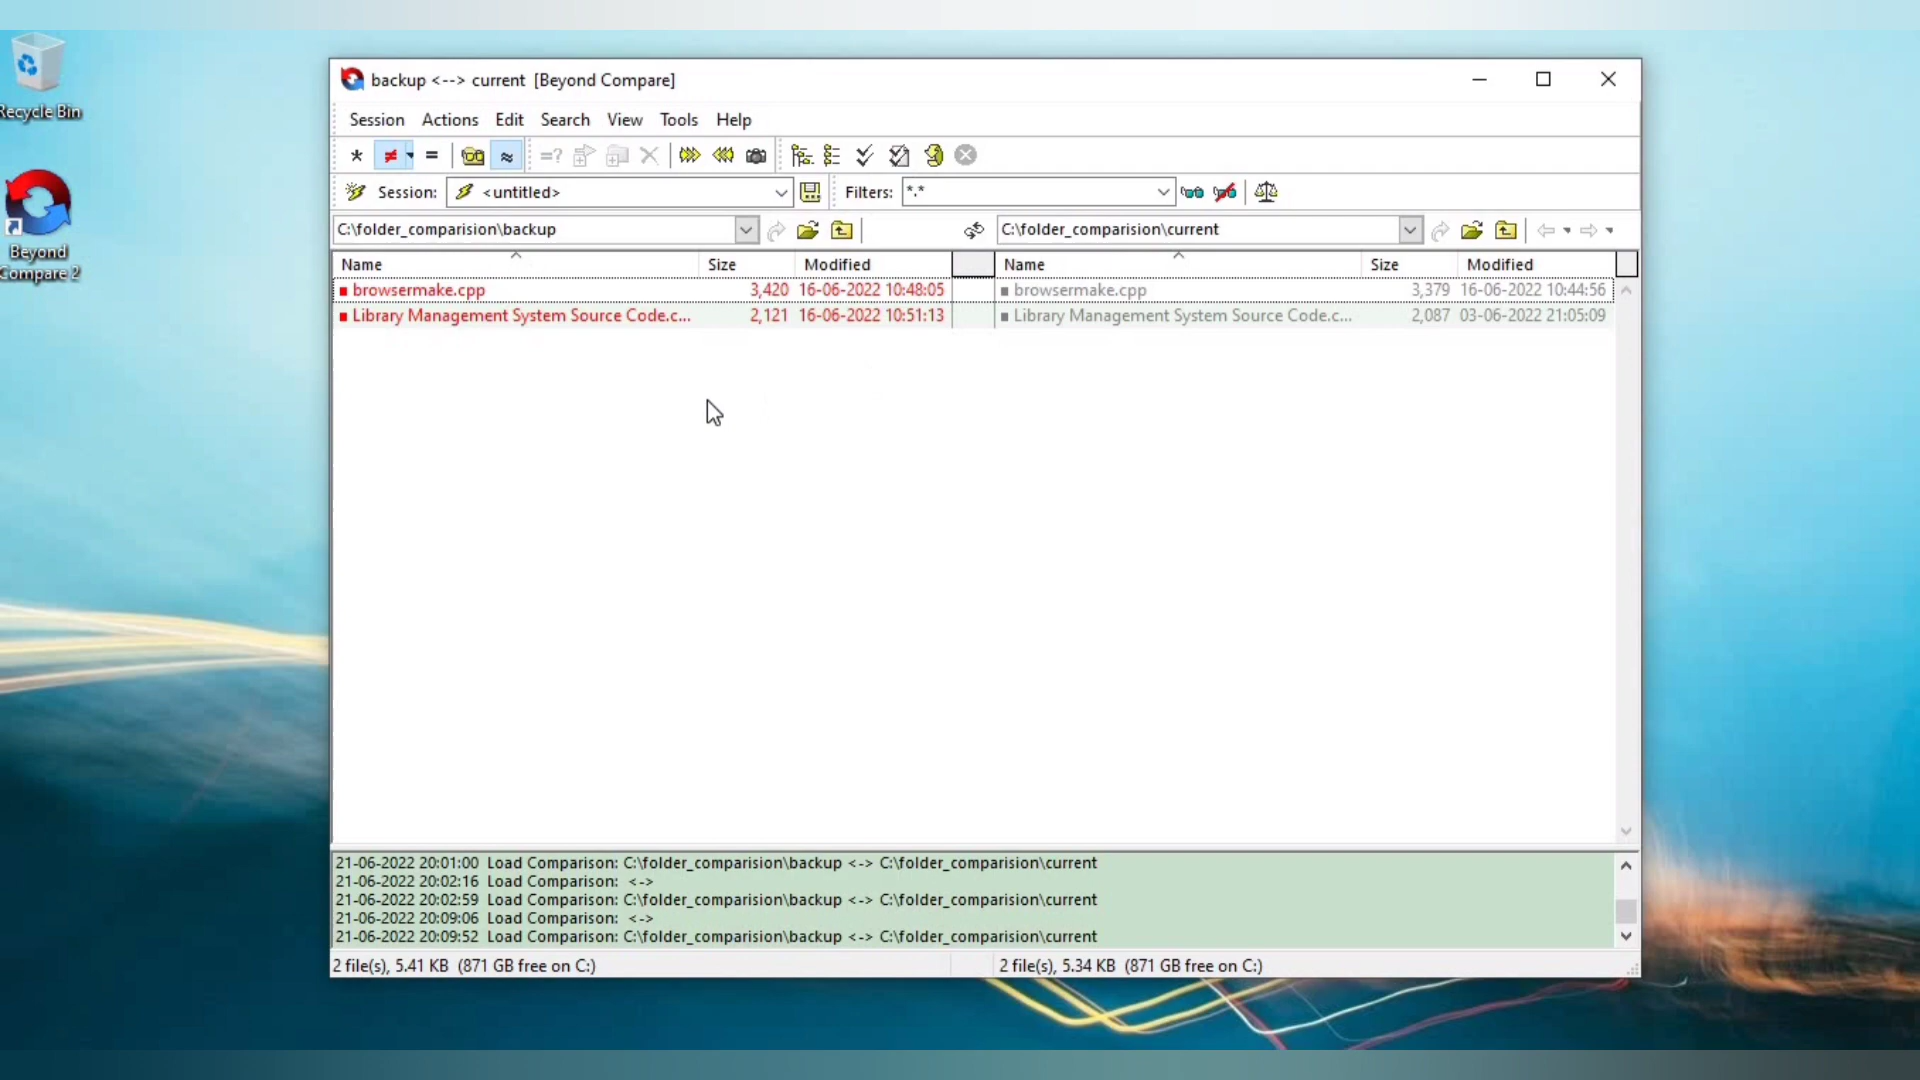 Recycle Bin
Beyond
Compare 2
backup <--> current [Beyond Compare]
Session Actions Edit Search View Tools Help
Session: <untitled> Filters: *.*
C:\folder_comparision\backup C:\folder_comparision\current
Name Size Modified Name Size Modified
browsermake.cpp 3,420 16-06-2022 10:48:05 browsermake.cpp 3,379 16-06-2022 10:44:56
Library Management System Source Code.c... 2,121 16-06-2022 10:51:13 Library Management System Source Code.c... 2,087 03-06-2022 21:05:09
21-06-2022 20:01:00 Load Comparison: C:\folder_comparision\backup <-> C:\folder_comparision\current
21-06-2022 20:02:16 Load Comparison: <->
21-06-2022 20:02:59 Load Comparison: C:\folder_comparision\backup <-> C:\folder_comparision\current
21-06-2022 20:09:06 Load Comparison: <->
21-06-2022 20:09:52 Load Comparison: C:\folder_comparision\backup <-> C:\folder_comparision\current
2 file(s), 5.41 KB (871 GB free on C:) 2 file(s), 5.34 KB (871 GB free on C:)